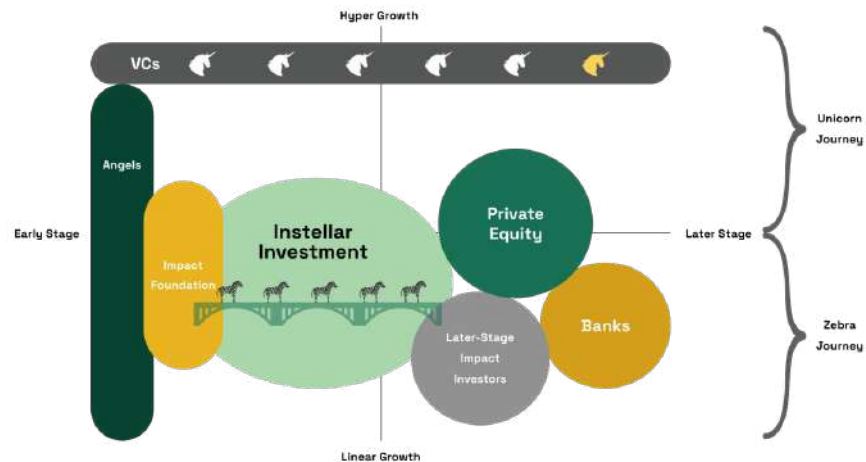 Hyper Growth
VCs
Angels
Unicorn
Journey
Instellar
Investment
Private
Equity
Early Stage
Later Stage
Impact
Foundation
Later-Stage
Impact
Investors
Banks
Zebra
Journey
Linear Growth